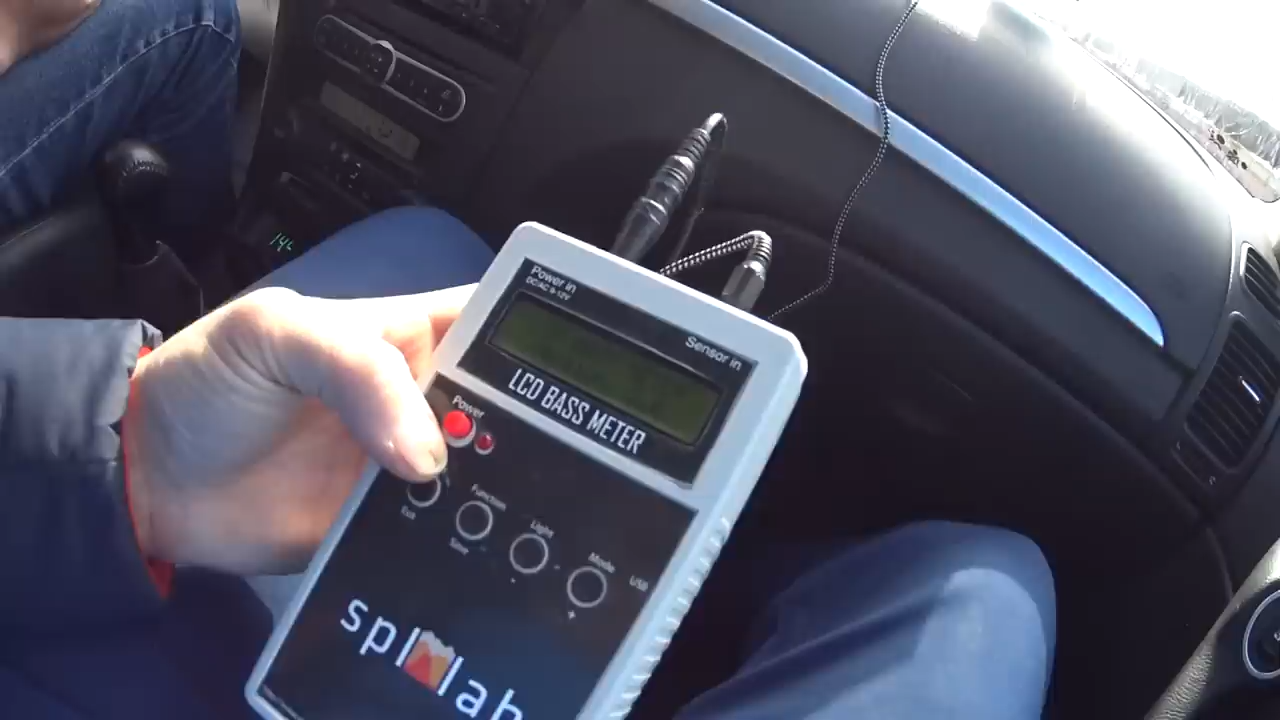 Power in
DC/AC 9-12V
Sensor in
LCD BASS METER
Power
Function
Light
Mode
USB
Exit
-
+
spl lab